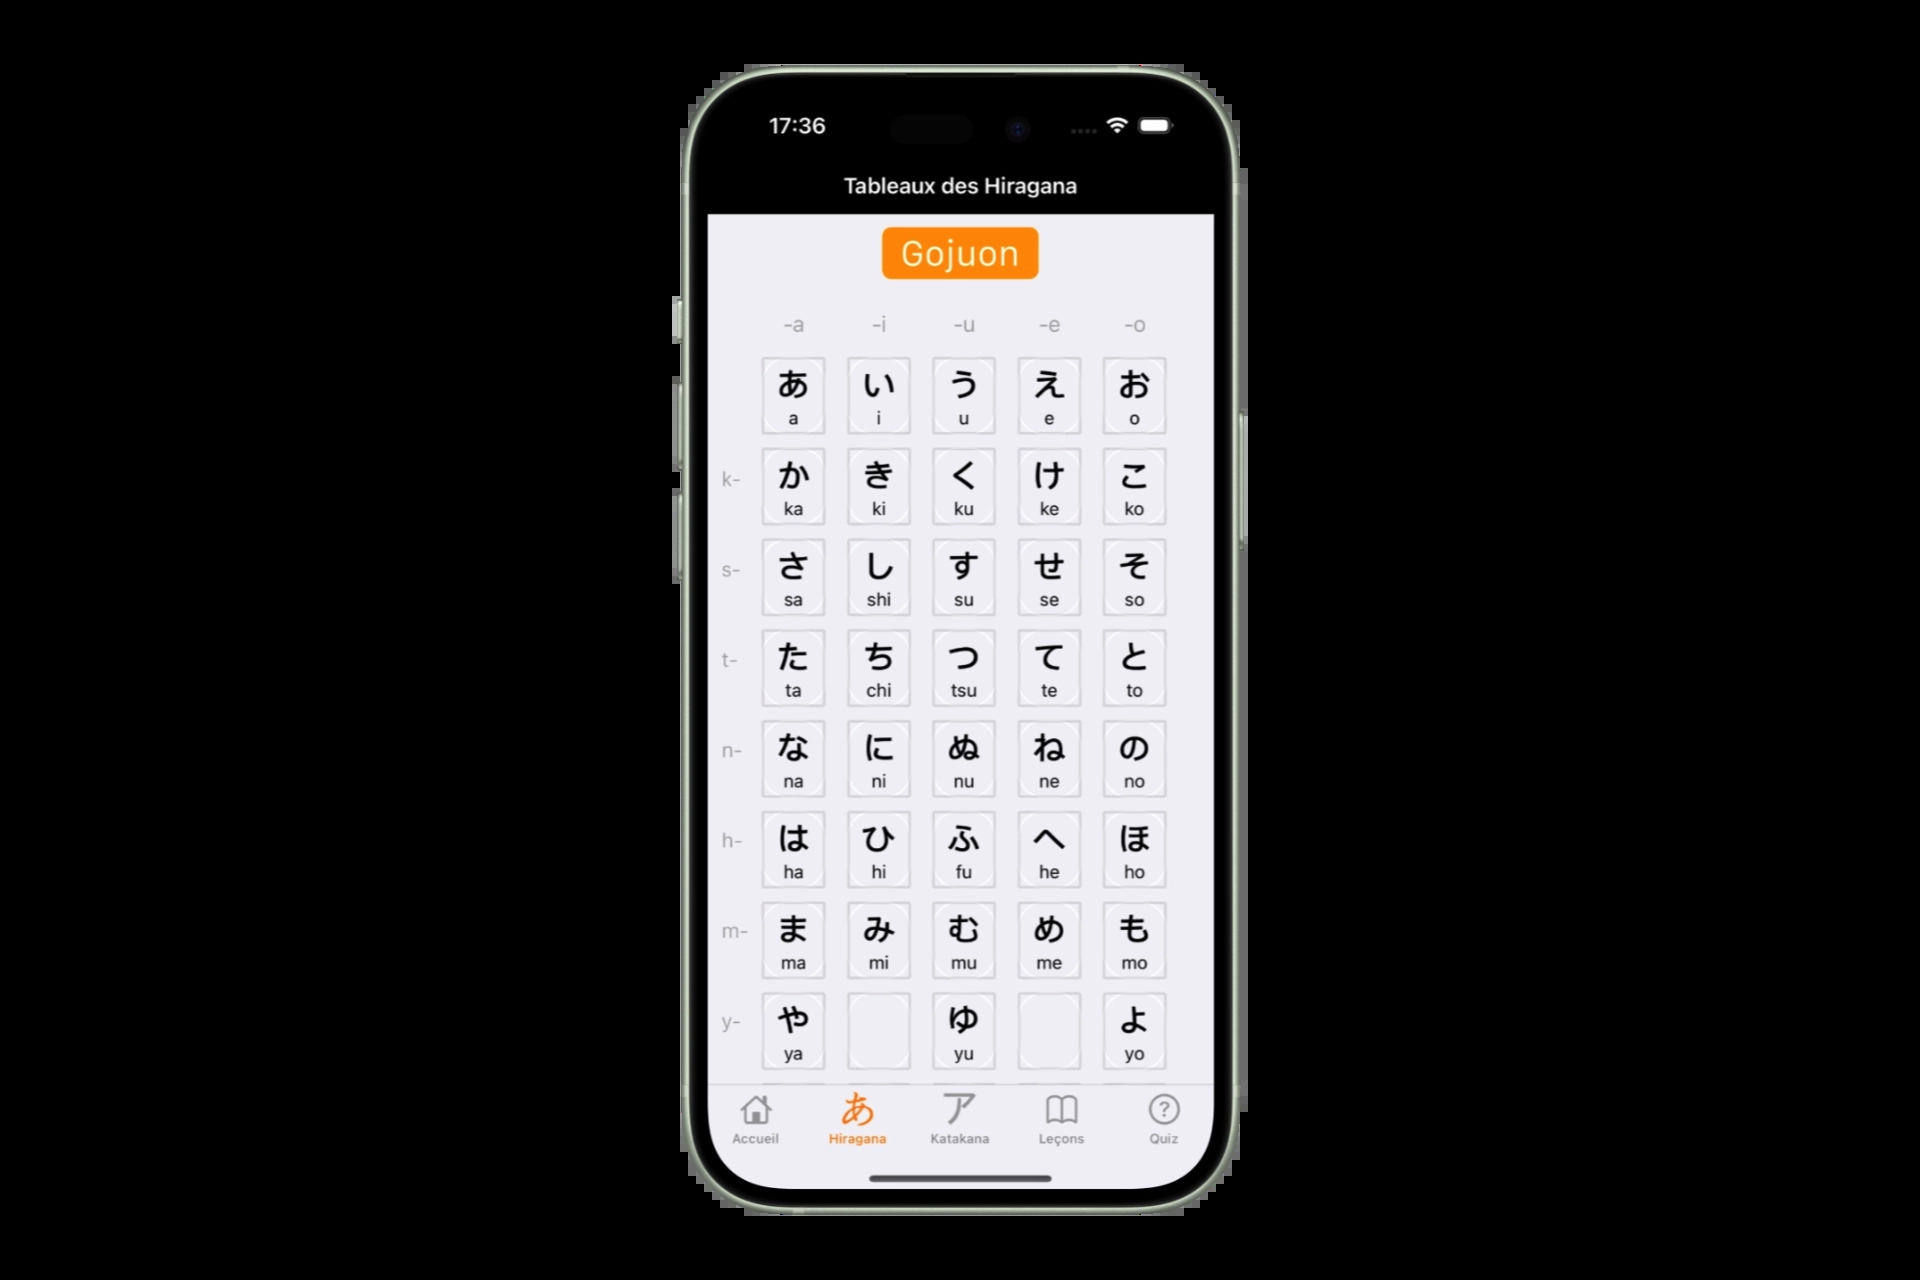 17:36
Tableaux des Hiragana
Gojuon
-a -i -u -e -o
あ い う え お
a i u e o
k- か き く け こ
ka ki ku ke ko
s- さ し す せ そ
sa shi su se so
t- た ち つ て と
ta chi tsu te to
n- な に ぬ ね の
na ni nu ne no
h- は ひ ふ へ ほ
ha hi fu he ho
m- ま み む め も
ma mi mu me mo
y- や ゆ よ
ya yu yo
あ ア ?
Accueil Hiragana Katakana Leçons Quiz